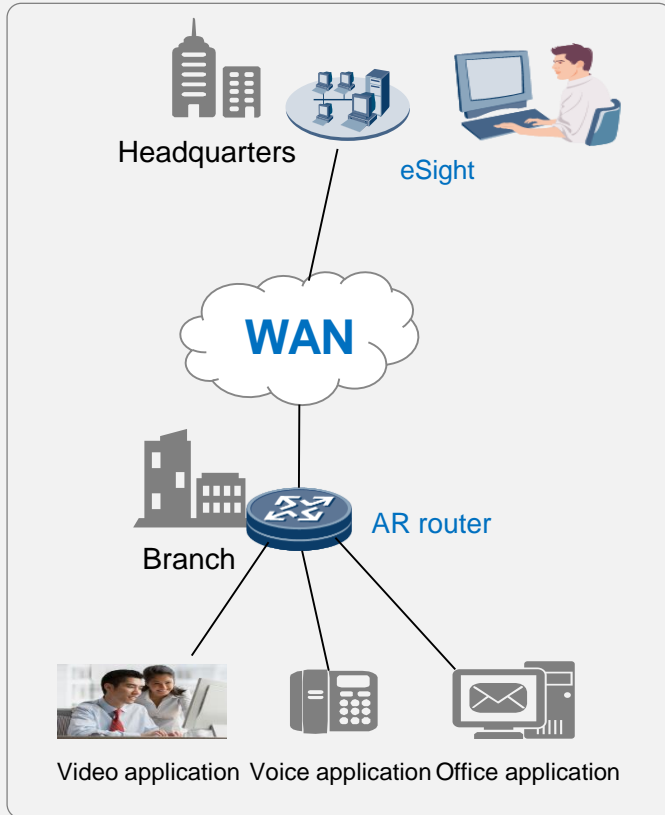 Headquarters
eSight
WAN
AR router
Branch
Video application Voice application Office application